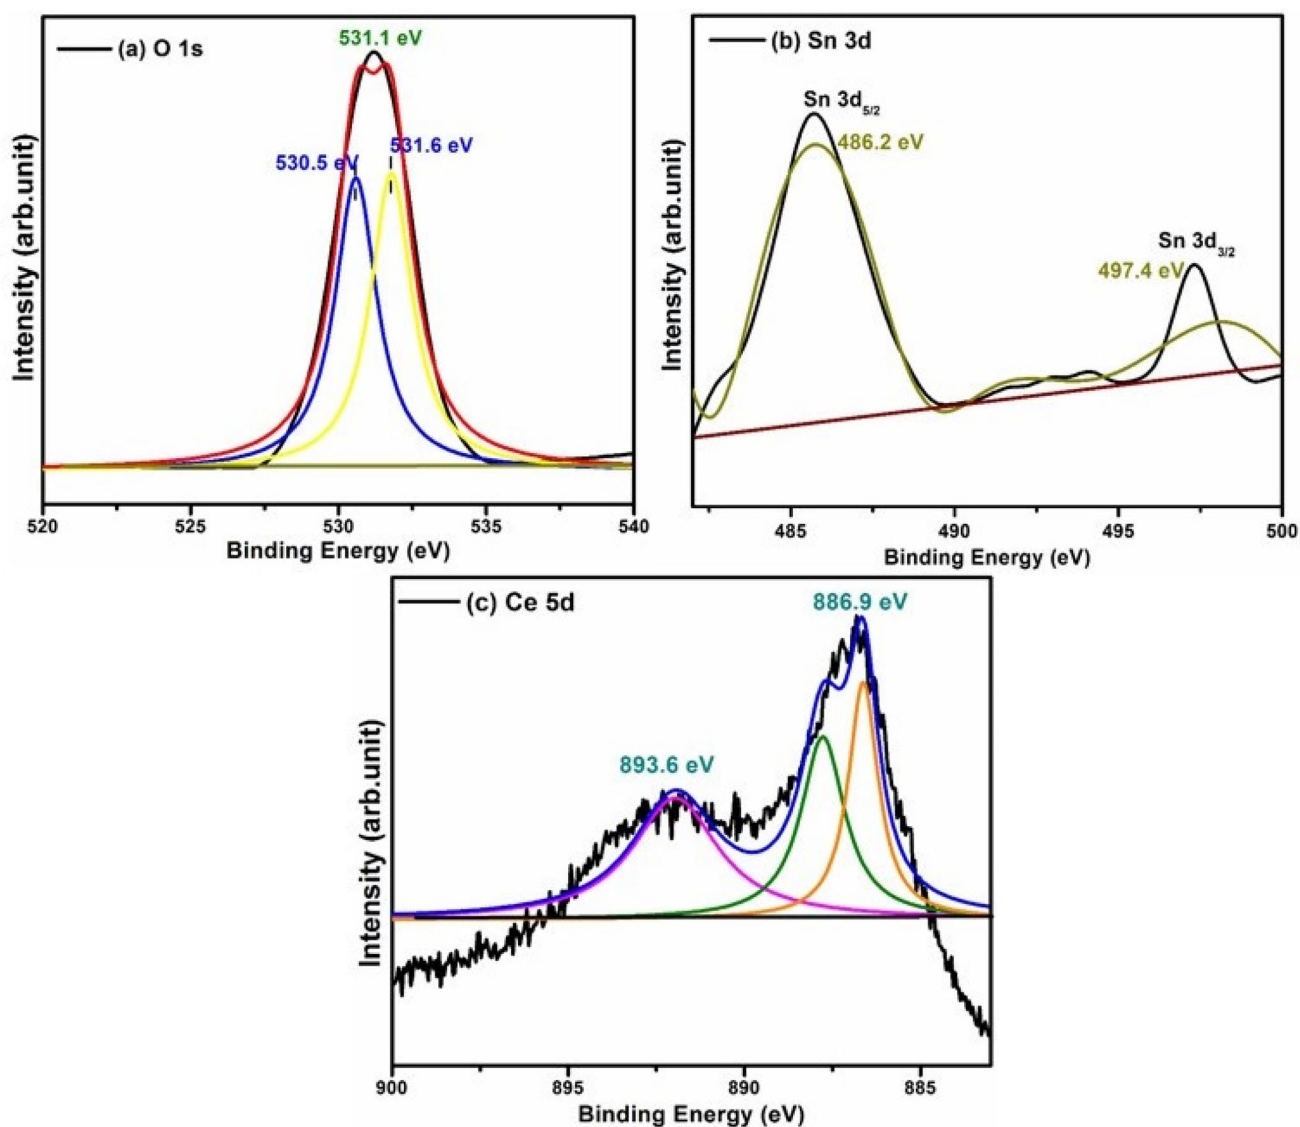 (a) O 1s
531.1 eV
530.5 eV
531.6 eV
Intensity (arb.unit)
520 525 530 535 540
Binding Energy (eV)
(b) Sn 3d
Sn 3d5/2
486.2 eV
Sn 3d3/2
497.4 eV
Intensity (arb.unit)
485 490 495 500
Binding Energy (eV)
(c) Ce 5d
886.9 eV
893.6 eV
Intensity (arb.unit)
900 895 890 885
Binding Energy (eV)